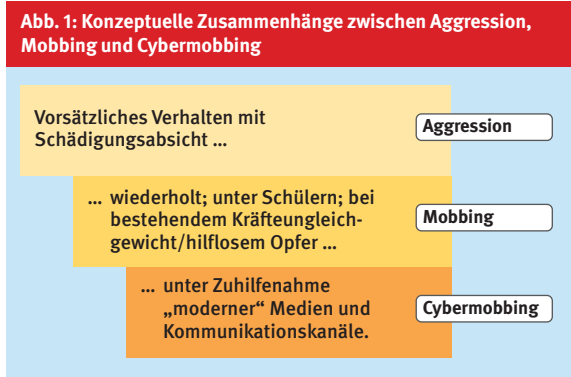 Abb. 1: Konzeptuelle Zusammenhänge zwischen Aggression,
Mobbing und Cybermobbing
Vorsätzliches Verhalten mit
Schädigungsabsicht ...
Aggression
... wiederholt; unter Schülern; bei
bestehendem Kräfteungleich-
gewicht/hilflosem Opfer ...
Mobbing
... unter Zuhilfenahme
„moderner“ Medien und
Kommunikationskanäle.
Cybermobbing